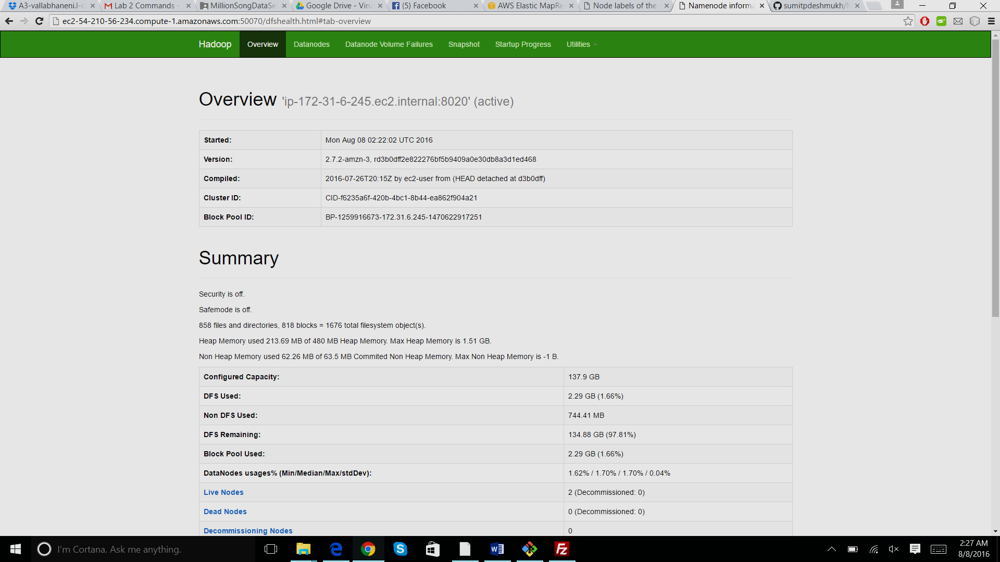 A3-vallabhaneni.l-c
Lab 2 Commands -
MillionSongDataSe
Google Drive - Viru
(5) Facebook
AWS Elastic MapRe
Node labels of the
Namenode informa
sumitpdeshmukh/M
ec2-54-210-56-234.compute-1.amazonaws.com:50070/dfshealth.html#tab-overview
Hadoop
Overview
Datanodes
Datanode Volume Failures
Snapshot
Startup Progress
Utilities
Overview 'ip-172-31-6-245.ec2.internal:8020' (active)
Started: Mon Aug 08 02:22:02 UTC 2016
Version: 2.7.2-amzn-3, rd3b0dff2e822276bf5b9409a0e30db8a3d1ed468
Compiled: 2016-07-26T20:15Z by ec2-user from (HEAD detached at d3b0dff)
Cluster ID: CID-f6235a6f-420b-4bc1-8b44-ea862f904a21
Block Pool ID: BP-1259916673-172.31.6.245-1470622917251
Summary
Security is off.
Safemode is off.
858 files and directories, 818 blocks = 1676 total filesystem object(s).
Heap Memory used 213.69 MB of 480 MB Heap Memory. Max Heap Memory is 1.51 GB.
Non Heap Memory used 62.26 MB of 63.5 MB Commited Non Heap Memory. Max Non Heap Memory is -1 B.
Configured Capacity: 137.9 GB
DFS Used: 2.29 GB (1.66%)
Non DFS Used: 744.41 MB
DFS Remaining: 134.88 GB (97.81%)
Block Pool Used: 2.29 GB (1.66%)
DataNodes usages% (Min/Median/Max/stdDev): 1.62% / 1.70% / 1.70% / 0.04%
Live Nodes 2 (Decommissioned: 0)
Dead Nodes 0 (Decommissioned: 0)
Decommissioning Nodes 0
I'm Cortana. Ask me anything.
2:27 AM
8/8/2016